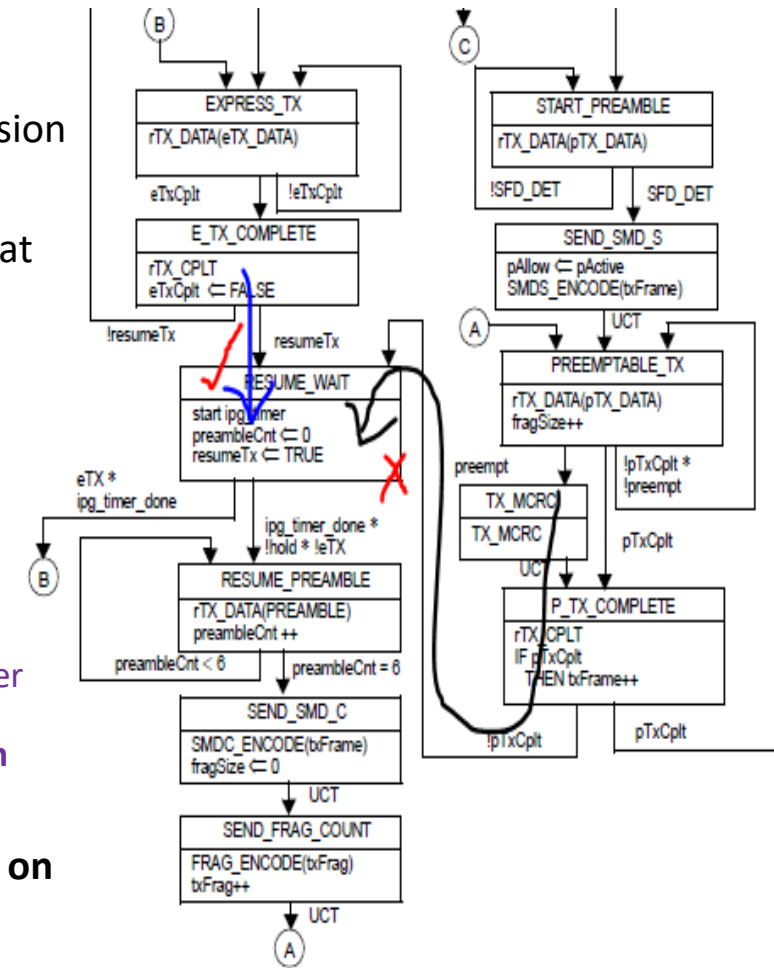 sion
at
er
n
on
B
EXPRESS_TX
rTX_DATA(eTX_DATA)
eTxCplt
!eTxCplt
E_TX_COMPLETE
rTX_CPLT
eTxCplt ⇐ FALSE
!resumeTx
resumeTx
RESUME_WAIT
start ipg_timer
preambleCnt ⇐ 0
resumeTx ⇐ TRUE
eTX *
ipg_timer_done
B
ipg_timer_done *
!hold * !eTX
RESUME_PREAMBLE
rTX_DATA(PREAMBLE)
preambleCnt ++
preambleCnt < 6
preambleCnt = 6
SEND_SMD_C
SMDC_ENCODE(txFrame)
fragSize ⇐ 0
UCT
SEND_FRAG_COUNT
FRAG_ENCODE(txFrag)
txFrag++
UCT
A
C
START_PREAMBLE
rTX_DATA(pTX_DATA)
!SFD_DET
SFD_DET
SEND_SMD_S
pAllow ⇐ pActive
SMDS_ENCODE(txFrame)
UCT
A
PREEMPTABLE_TX
rTX_DATA(pTX_DATA)
fragSize++
preempt
!pTxCplt *
!preempt
TX_MCRC
TX_MCRC
UCT
pTxCplt
P_TX_COMPLETE
rTX_CPLT
IF pTxCplt
THEN txFrame++
!pTxCplt
pTxCplt